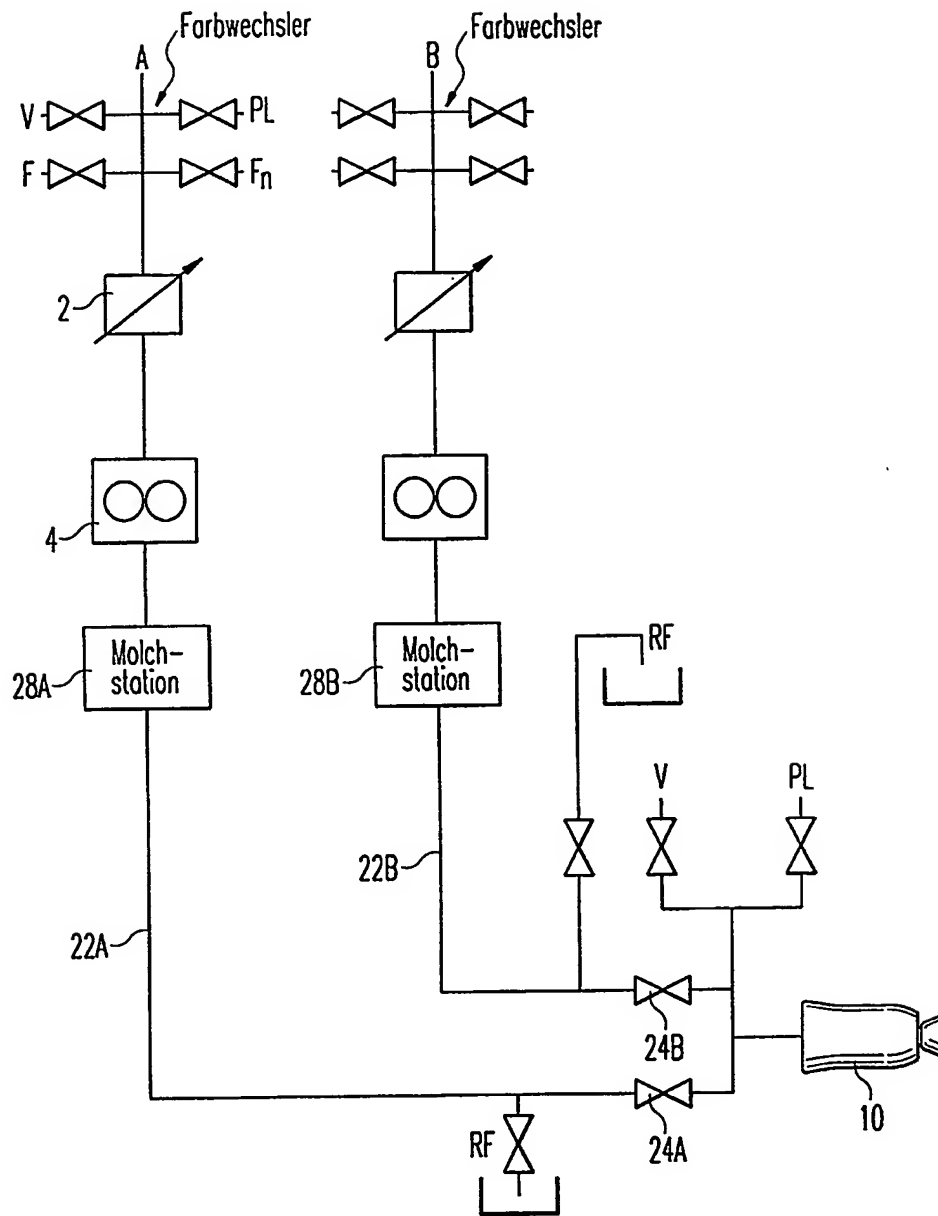 Farbwechsler
Farbwechsler
A
B
V
PL
F
Fn
2
4
Molch-
station
28A
Molch-
station
28B
RF
V
PL
22B
22A
24B
10
24A
RF